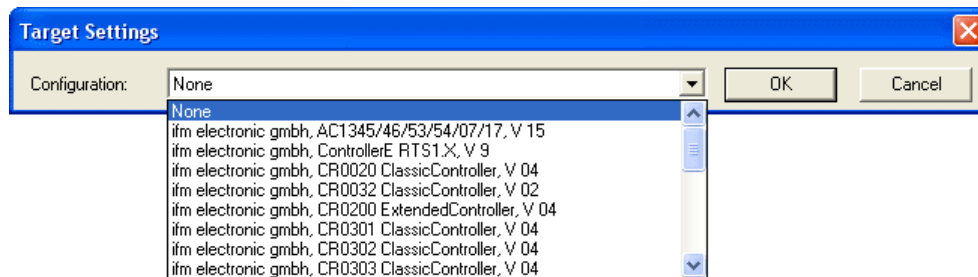 Target Settings
Configuration: None OK Cancel
None
ifm electronic gmbh, AC1345/46/53/54/07/17, V 15
ifm electronic gmbh, ControllerE RTS1.X, V 9
ifm electronic gmbh, CR0020 ClassicController, V 04
ifm electronic gmbh, CR0032 ClassicController, V 02
ifm electronic gmbh, CR0200 ExtendedController, V 04
ifm electronic gmbh, CR0301 ClassicController, V 04
ifm electronic gmbh, CR0302 ClassicController, V 04
ifm electronic gmbh, CR0303 ClassicController, V 04